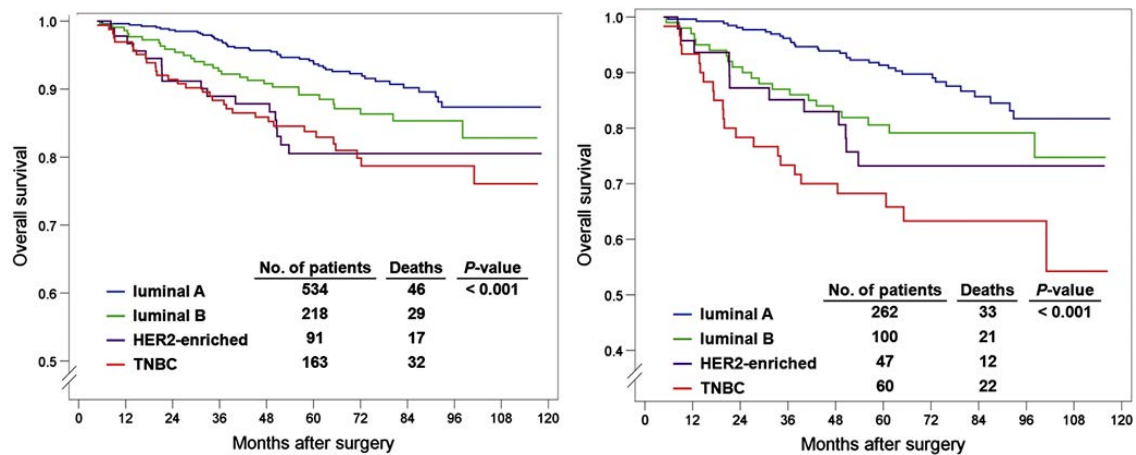 1.0
0.9
0.8
0.7
0.6
0.5
Overall survival
No. of patients Deaths P-value
luminal A 534 46 < 0.001
luminal B 218 29
HER2-enriched 91 17
TNBC 163 32
0 12 24 36 48 60 72 84 96 108 120
Months after surgery
1.0
0.9
0.8
0.7
0.6
0.5
0.4
Overall survival
No. of patients Deaths P-value
luminal A 262 33 < 0.001
luminal B 100 21
HER2-enriched 47 12
TNBC 60 22
0 12 24 36 48 60 72 84 96 108 120
Months after surgery